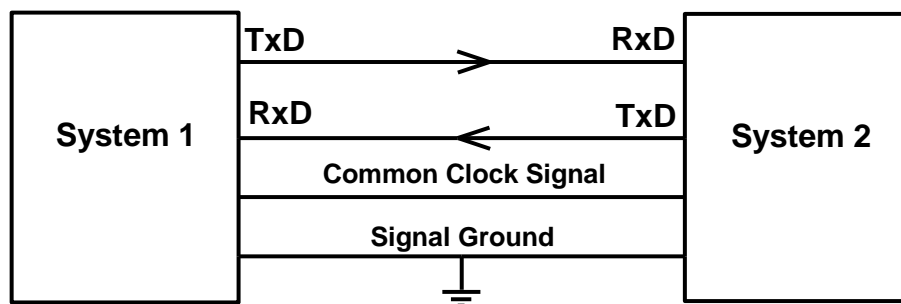 TxD RxD
RxD TxD
System 1 System 2
Common Clock Signal
Signal Ground